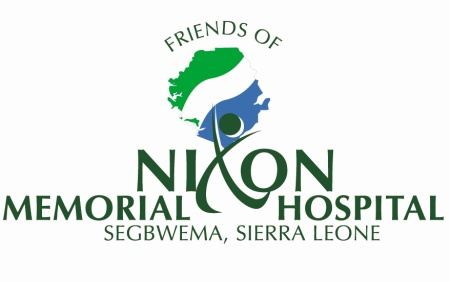 FRIENDS OF
NIXON
MEMORIAL HOSPITAL
SEGBWEMA, SIERRA LEONE